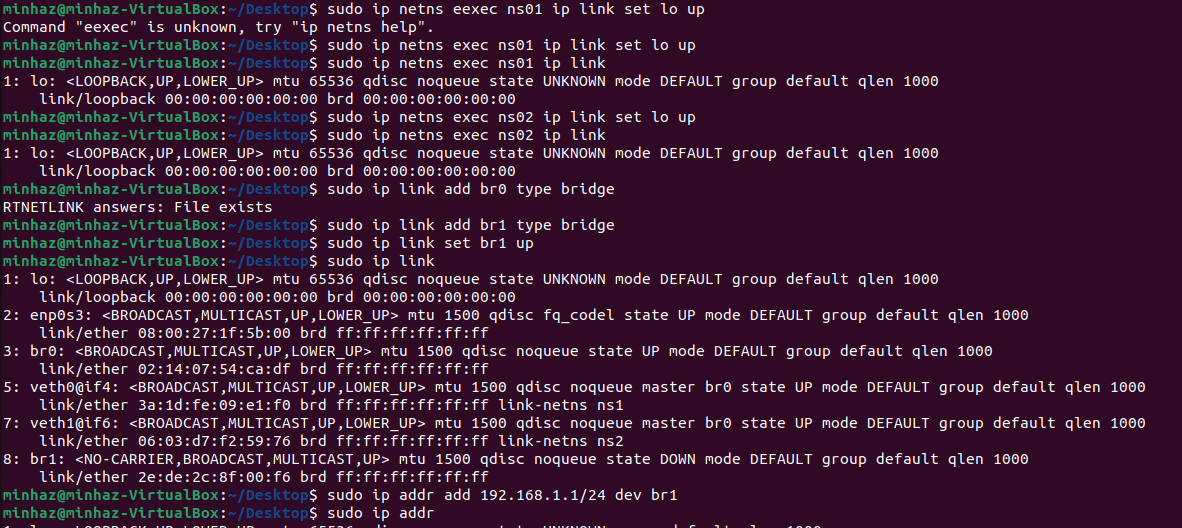 minhaz@minhaz-VirtualBox:~/Desktop$ sudo ip netns eexec ns01 ip link set lo up
Command "eexec" is unknown, try "ip netns help".
minhaz@minhaz-VirtualBox:~/Desktop$ sudo ip netns exec ns01 ip link set lo up
minhaz@minhaz-VirtualBox:~/Desktop$ sudo ip netns exec ns01 ip link
1: lo: <LOOPBACK,UP,LOWER_UP> mtu 65536 qdisc noqueue state UNKNOWN mode DEFAULT group default qlen 1000
    link/loopback 00:00:00:00:00:00 brd 00:00:00:00:00:00
minhaz@minhaz-VirtualBox:~/Desktop$ sudo ip netns exec ns02 ip link set lo up
minhaz@minhaz-VirtualBox:~/Desktop$ sudo ip netns exec ns02 ip link
1: lo: <LOOPBACK,UP,LOWER_UP> mtu 65536 qdisc noqueue state UNKNOWN mode DEFAULT group default qlen 1000
    link/loopback 00:00:00:00:00:00 brd 00:00:00:00:00:00
minhaz@minhaz-VirtualBox:~/Desktop$ sudo ip link add br0 type bridge
RTNETLINK answers: File exists
minhaz@minhaz-VirtualBox:~/Desktop$ sudo ip link add br1 type bridge
minhaz@minhaz-VirtualBox:~/Desktop$ sudo ip link set br1 up
minhaz@minhaz-VirtualBox:~/Desktop$ sudo ip link
1: lo: <LOOPBACK,UP,LOWER_UP> mtu 65536 qdisc noqueue state UNKNOWN mode DEFAULT group default qlen 1000
    link/loopback 00:00:00:00:00:00 brd 00:00:00:00:00:00
2: enp0s3: <BROADCAST,MULTICAST,UP,LOWER_UP> mtu 1500 qdisc fq_codel state UP mode DEFAULT group default qlen 1000
    link/ether 08:00:27:1f:5b:00 brd ff:ff:ff:ff:ff:ff
3: br0: <BROADCAST,MULTICAST,UP,LOWER_UP> mtu 1500 qdisc noqueue state UP mode DEFAULT group default qlen 1000
    link/ether 02:14:07:54:ca:df brd ff:ff:ff:ff:ff:ff
5: veth0@if4: <BROADCAST,MULTICAST,UP,LOWER_UP> mtu 1500 qdisc noqueue master br0 state UP mode DEFAULT group default qlen 1000
    link/ether 3a:1d:fe:09:e1:f0 brd ff:ff:ff:ff:ff:ff link-netns ns1
7: veth1@if6: <BROADCAST,MULTICAST,UP,LOWER_UP> mtu 1500 qdisc noqueue master br0 state UP mode DEFAULT group default qlen 1000
    link/ether 06:03:d7:f2:59:76 brd ff:ff:ff:ff:ff:ff link-netns ns2
8: br1: <NO-CARRIER,BROADCAST,MULTICAST,UP> mtu 1500 qdisc noqueue state DOWN mode DEFAULT group default qlen 1000
    link/ether 2e:de:2c:8f:00:f6 brd ff:ff:ff:ff:ff:ff
minhaz@minhaz-VirtualBox:~/Desktop$ sudo ip addr add 192.168.1.1/24 dev br1
minhaz@minhaz-VirtualBox:~/Desktop$ sudo ip addr